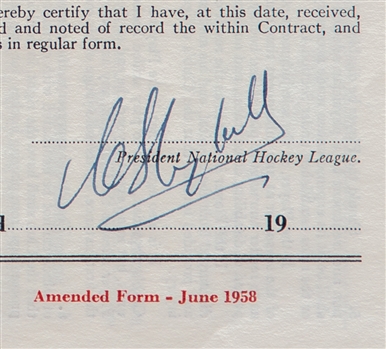 ereby certify that I have, at this date, received,
d and noted of record the within Contract, and
s in regular form.
President National Hockey League.
d 19
Amended Form - June 1958